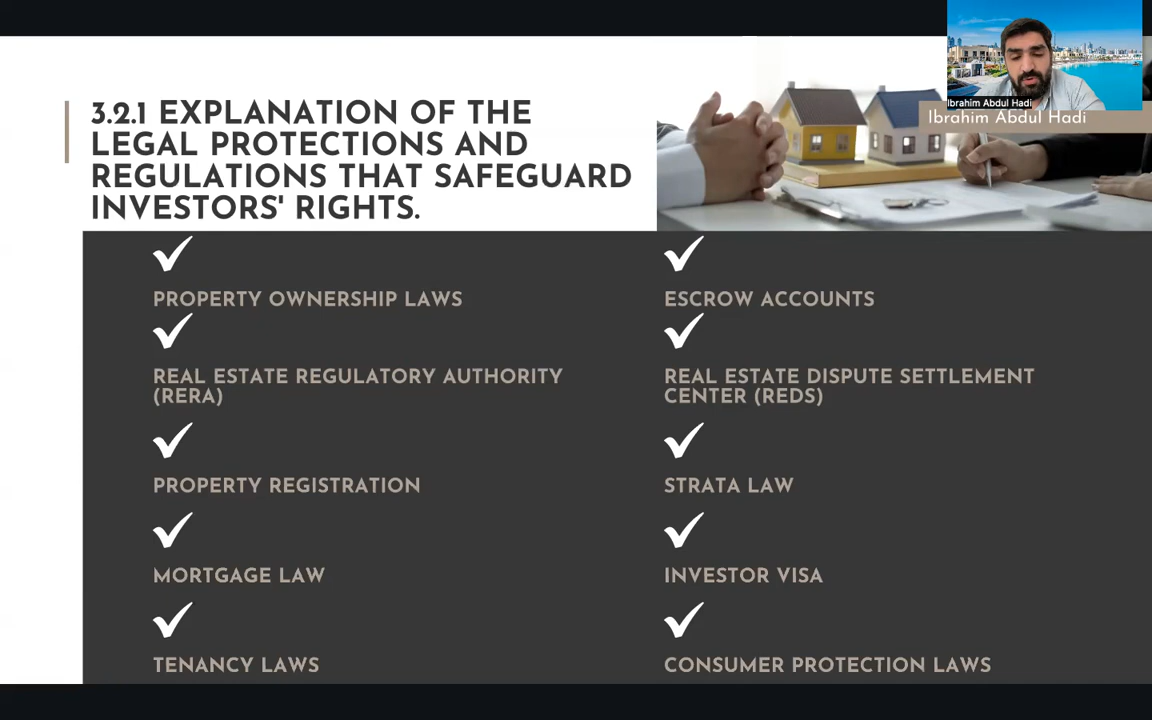 3.2.1 EXPLANATION OF THE
LEGAL PROTECTIONS AND
REGULATIONS THAT SAFEGUARD
INVESTORS' RIGHTS.
Ibrahim Abdul Hadi
Ibrahim Abdul Hadi
PROPERTY OWNERSHIP LAWS
REAL ESTATE REGULATORY AUTHORITY
(RERA)
PROPERTY REGISTRATION
MORTGAGE LAW
TENANCY LAWS
ESCROW ACCOUNTS
REAL ESTATE DISPUTE SETTLEMENT
CENTER (REDS)
STRATA LAW
INVESTOR VISA
CONSUMER PROTECTION LAWS